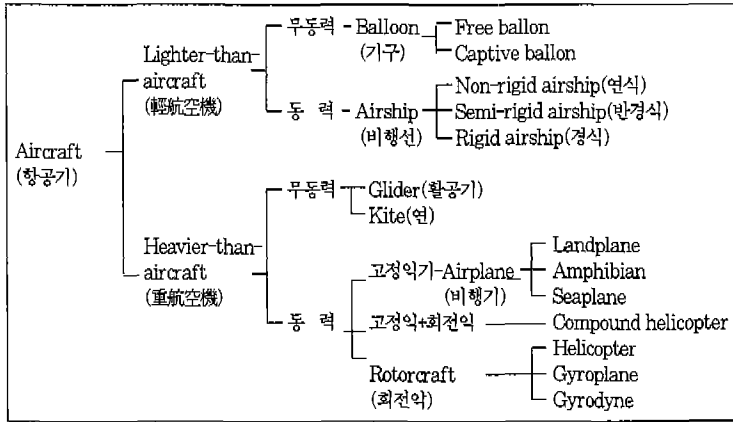 Aircraft
(항공기)
Lighter-than-
aircraft
(輕航空機)
무동력
Balloon
(기구)
Free ballon
Captive ballon
동 력
Airship
(비행선)
Non-rigid airship(연식)
Semi-rigid airship(반경식)
Rigid airship(경식)
Heavier-than-
aircraft
(重航空機)
무동력
Glider(활공기)
Kite(연)
동 력
고정익기-Airplane
(비행기)
Landplane
Amphibian
Seaplane
고정익+회전익
Compound helicopter
Rotorcraft
(회전악)
Helicopter
Gyroplane
Gyrodyne